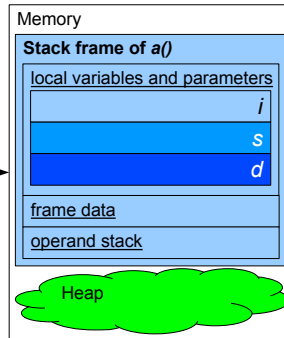 Memory
Stack frame of a()
local variables and parameters
i
s
d
frame data
operand stack
Heap